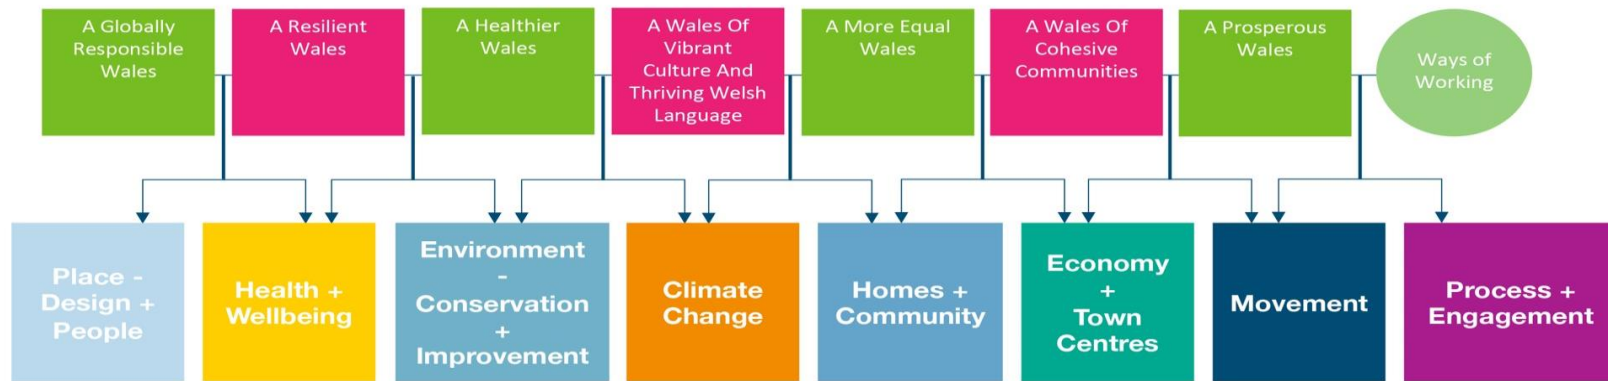 A Globally
Responsible
Wales
A Resilient
Wales
A Healthier
Wales
A Wales Of
Vibrant
Culture And
Thriving Welsh
Language
A More Equal
Wales
A Wales Of
Cohesive
Communities
A Prosperous
Wales
Ways of
Working
Place -
Design +
People
Health +
Wellbeing
Environment
-
Conservation
+
Improvement
Climate
Change
Homes +
Community
Economy
+
Town
Centres
Movement
Process +
Engagement